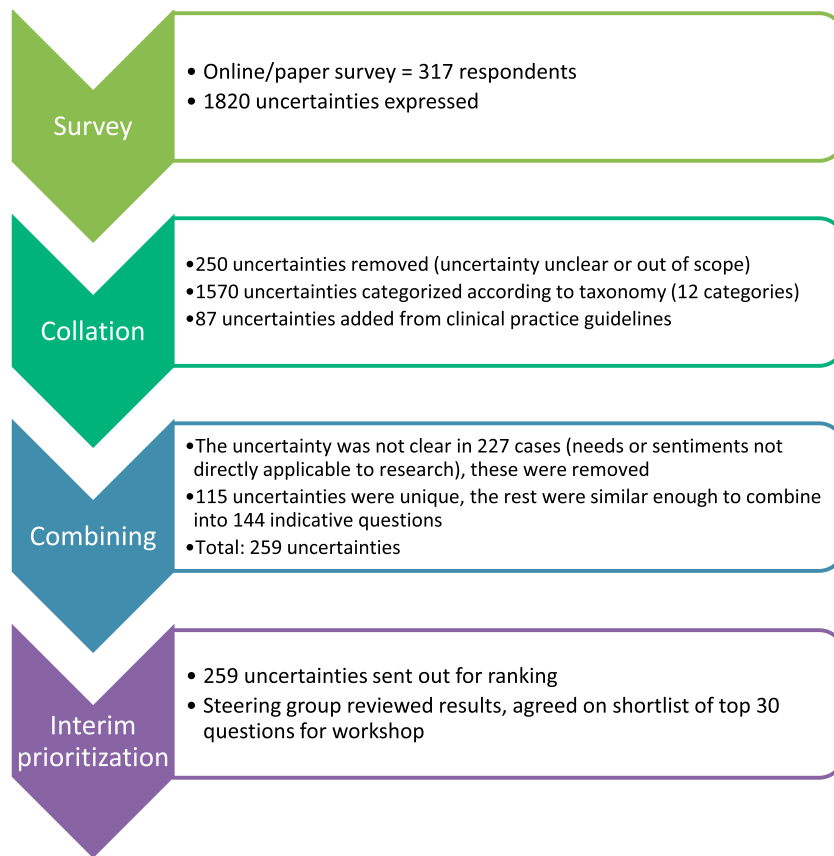 Survey
• Online/paper survey = 317 respondents
• 1820 uncertainties expressed
Collation
•250 uncertainties removed (uncertainty unclear or out of scope)
•1570 uncertainties categorized according to taxonomy (12 categories)
•87 uncertainties added from clinical practice guidelines
Combining
•The uncertainty was not clear in 227 cases (needs or sentiments not
directly applicable to research), these were removed
•115 uncertainties were unique, the rest were similar enough to combine
into 144 indicative questions
•Total: 259 uncertainties
Interim
prioritization
• 259 uncertainties sent out for ranking
• Steering group reviewed results, agreed on shortlist of top 30
questions for workshop